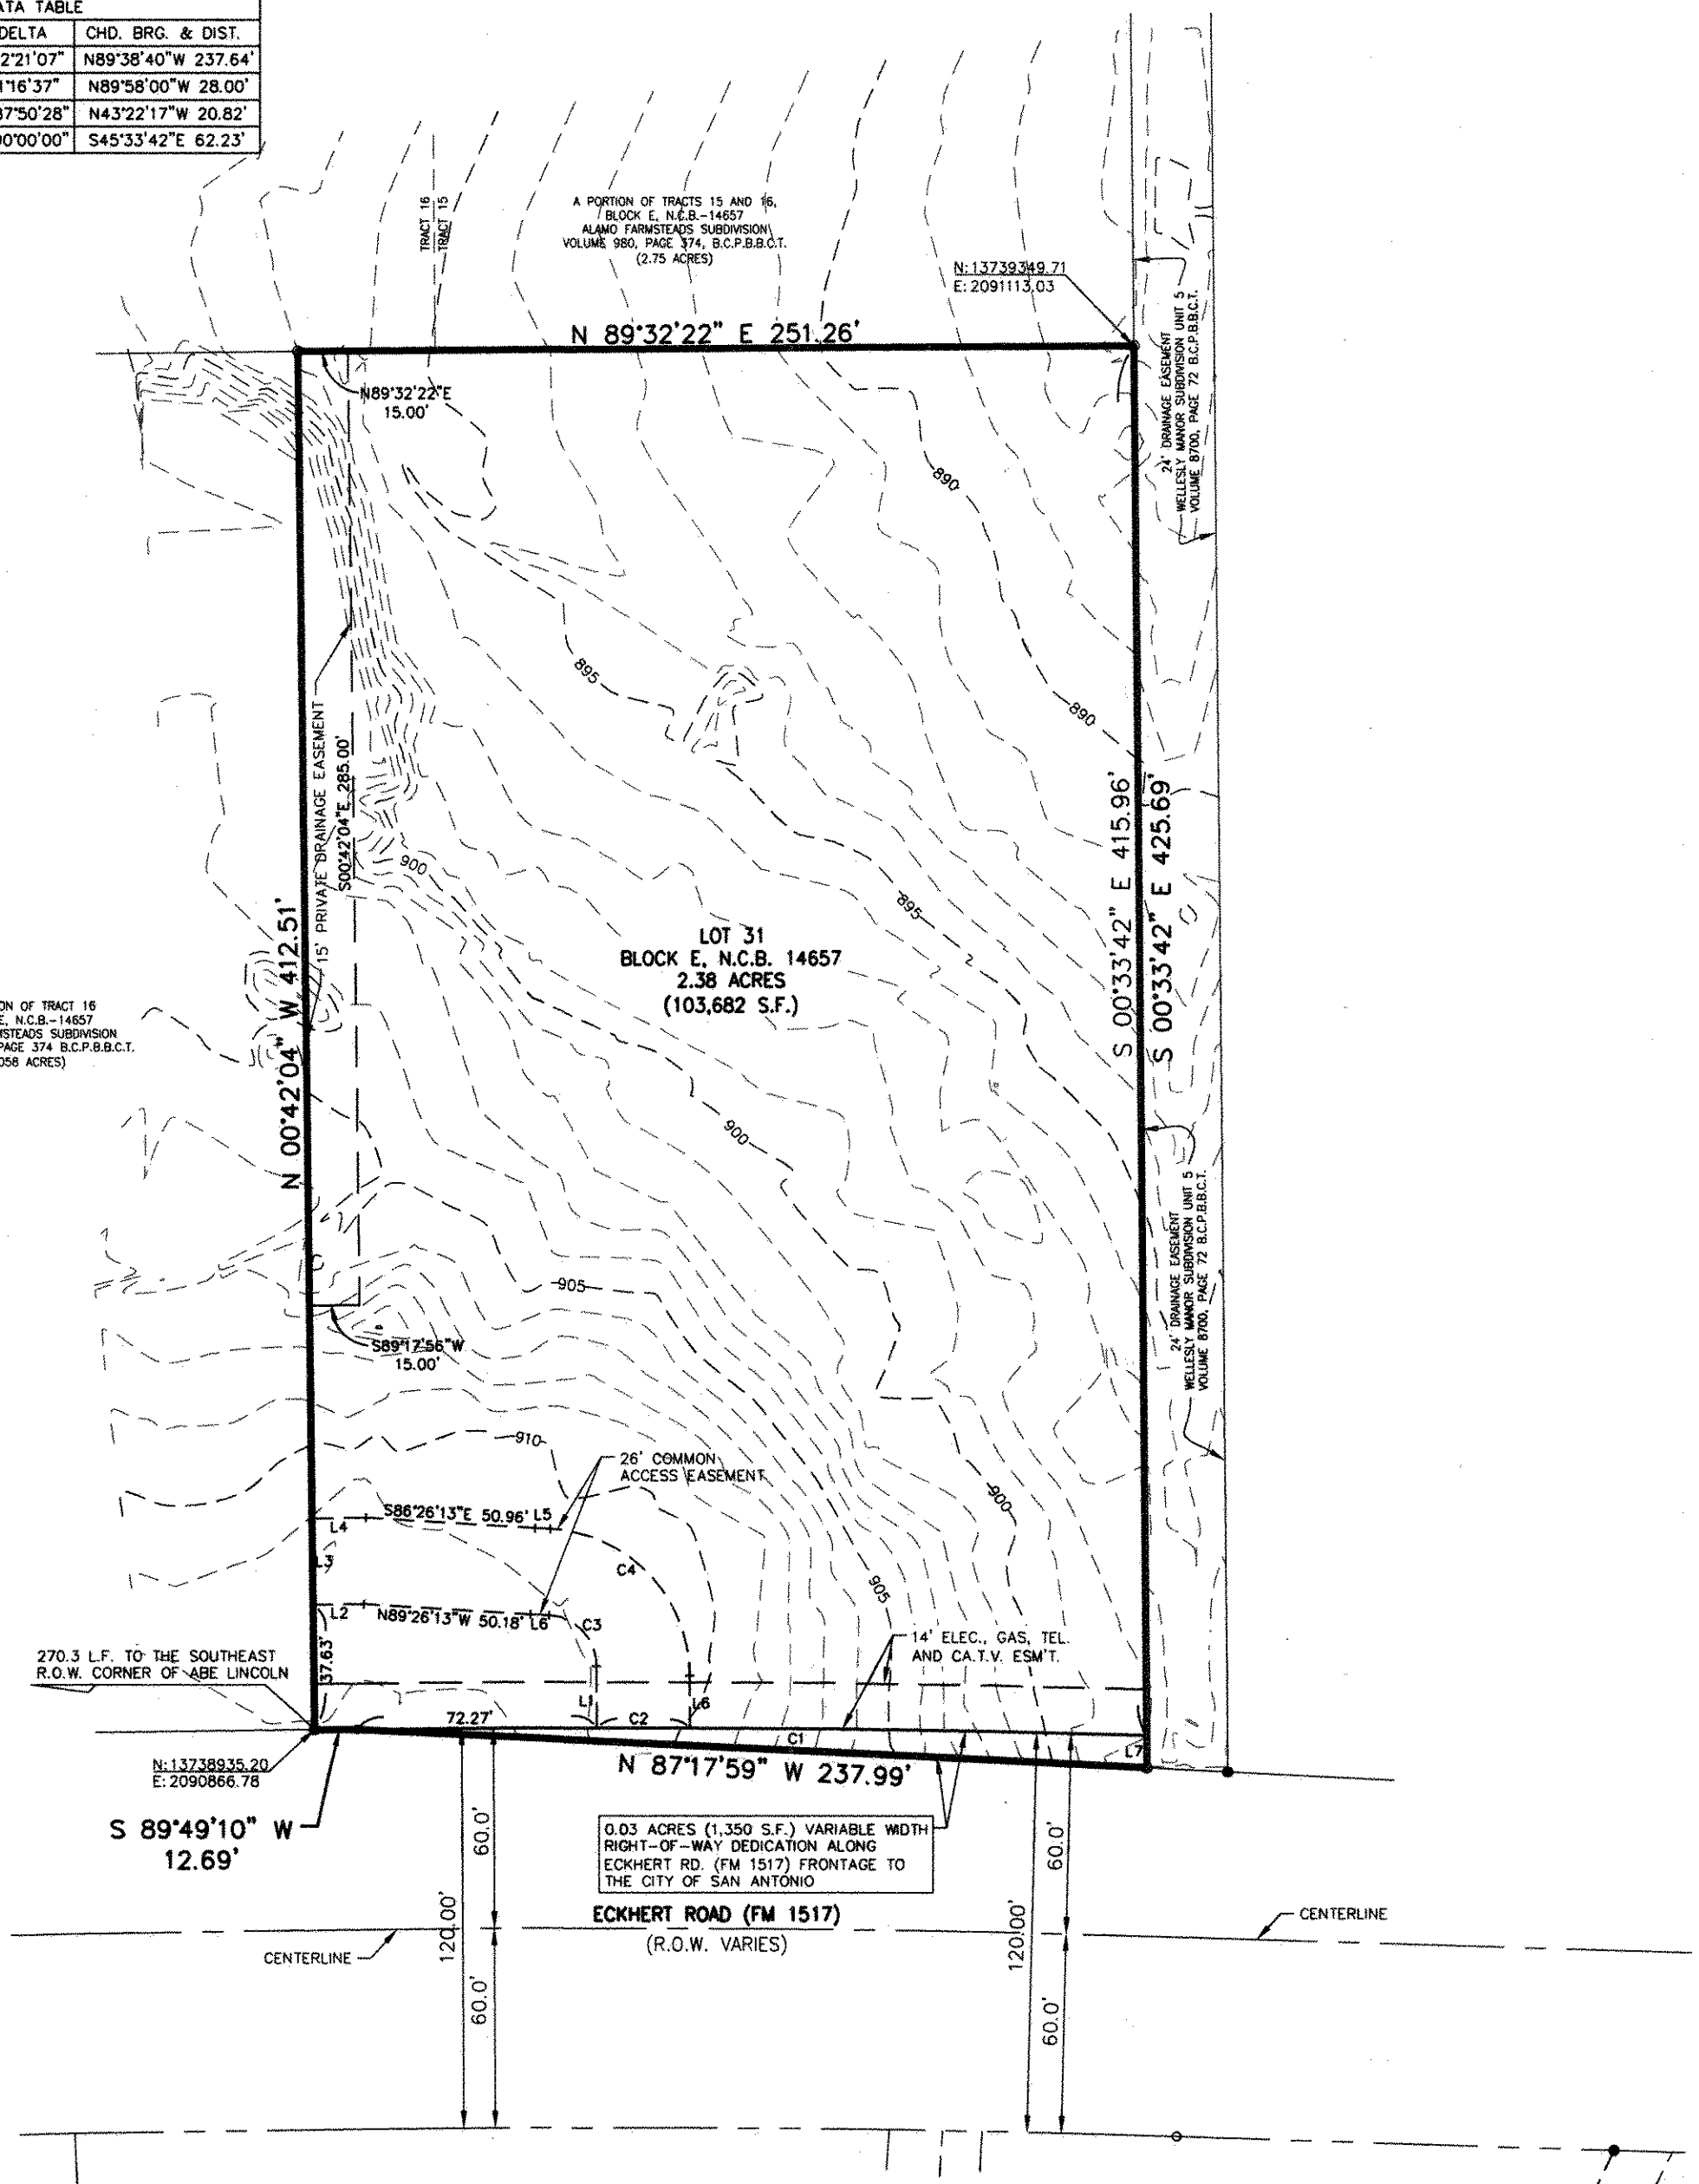 ATA TABLE
DELTA CHD. BRG. & DIST.
2°21'07" N89°38'40"W 237.64'
1°16'37" N89°58'00"W 28.00'
87°50'28" N43°22'17"W 20.82'
90°00'00" S45°33'42"E 62.23'
TRACT 16
TRACT 15
A PORTION OF TRACTS 15 AND 16,
BLOCK E, N.C.B.-14657
ALAMO FARMSTEADS SUBDIVISION
VOLUME 980, PAGE 374, B.C.P.B.B.C.T.
(2.75 ACRES)
N:13739349.71
E:2091113.03
24' DRAINAGE EASEMENT
WELLESLY MANOR SUBDIVISION UNIT 5
VOLUME 8700, PAGE 72 B.C.P.B.B.C.T.
N 89°32'22" E 251.26'
N89°32'22"E
15.00'
890
895
890
15' PRIVATE DRAINAGE EASEMENT
S00°42'04"E 285.00'
900
895
S 00°33'42" E 415.96'
S 00°33'42" E 425.69'
N 00°42'04" W 412.51'
LOT 31
BLOCK E, N.C.B. 14657
2.38 ACRES
(103,682 S.F.)
ON OF TRACT 16
E, N.C.B.-14657
MSTEADS SUBDIVISION
PAGE 374 B.C.P.B.B.C.T.
058 ACRES)
900
24' DRAINAGE EASEMENT
WELLESLY MANOR SUBDIVISION UNIT 5
VOLUME 8700, PAGE 72 B.C.P.B.B.C.T.
905
S89°17'56"W
15.00'
910
26' COMMON
ACCESS EASEMENT
900
S86°26'13"E 50.96' L5
L4
L3
C4
905
L2 N89°26'13"W 50.18' L6 C3
37.63'
14' ELEC., GAS, TEL.
AND CA.T.V. ESM'T.
270.3 L.F. TO THE SOUTHEAST
R.O.W. CORNER OF ABE LINCOLN
L1
L6
72.27'
C2
C1
L7
N 87°17'59" W 237.99'
N:13738935.20
E:2090866.78
S 89°49'10" W
12.69'
0.03 ACRES (1,350 S.F.) VARIABLE WIDTH
RIGHT-OF-WAY DEDICATION ALONG
ECKHERT RD. (FM 1517) FRONTAGE TO
THE CITY OF SAN ANTONIO
60.0'
60.0'
120.00'
120.00'
ECKHERT ROAD (FM 1517)
(R.O.W. VARIES)
CENTERLINE
CENTERLINE
60.0'
60.0'